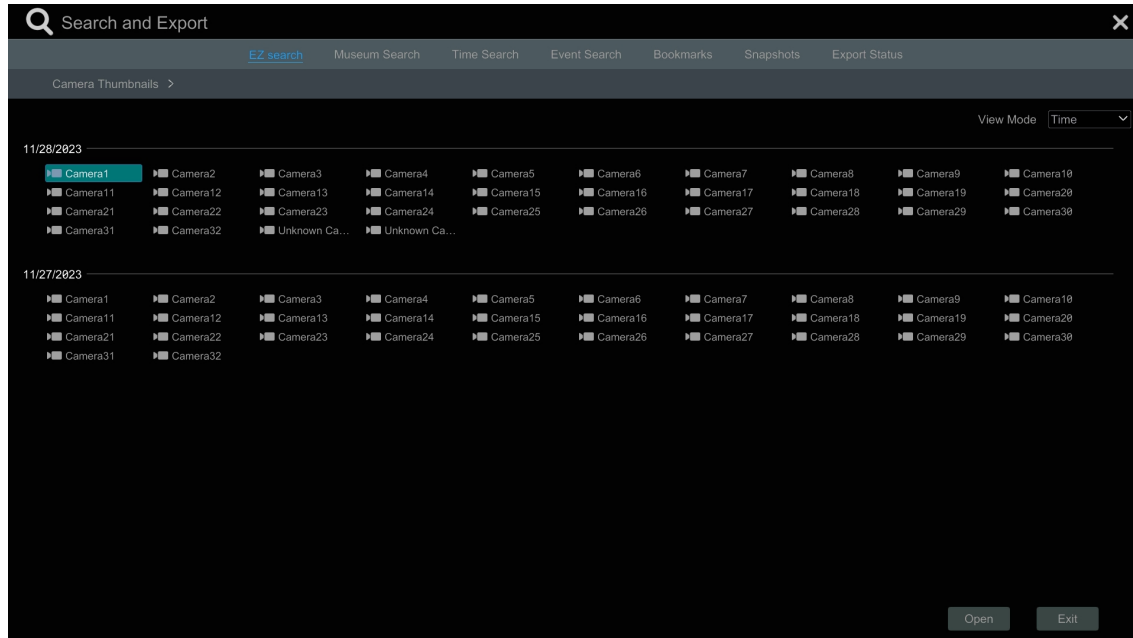 Search and Export
EZ search Museum Search Time Search Event Search Bookmarks Snapshots Export Status
Camera Thumbnails >
View Mode Time
11/28/2023
Camera1 Camera2 Camera3 Camera4 Camera5 Camera6 Camera7 Camera8 Camera9 Camera10
Camera11 Camera12 Camera13 Camera14 Camera15 Camera16 Camera17 Camera18 Camera19 Camera20
Camera21 Camera22 Camera23 Camera24 Camera25 Camera26 Camera27 Camera28 Camera29 Camera30
Camera31 Camera32 Unknown Ca... Unknown Ca...
11/27/2023
Camera1 Camera2 Camera3 Camera4 Camera5 Camera6 Camera7 Camera8 Camera9 Camera10
Camera11 Camera12 Camera13 Camera14 Camera15 Camera16 Camera17 Camera18 Camera19 Camera20
Camera21 Camera22 Camera23 Camera24 Camera25 Camera26 Camera27 Camera28 Camera29 Camera30
Camera31 Camera32
Open Exit